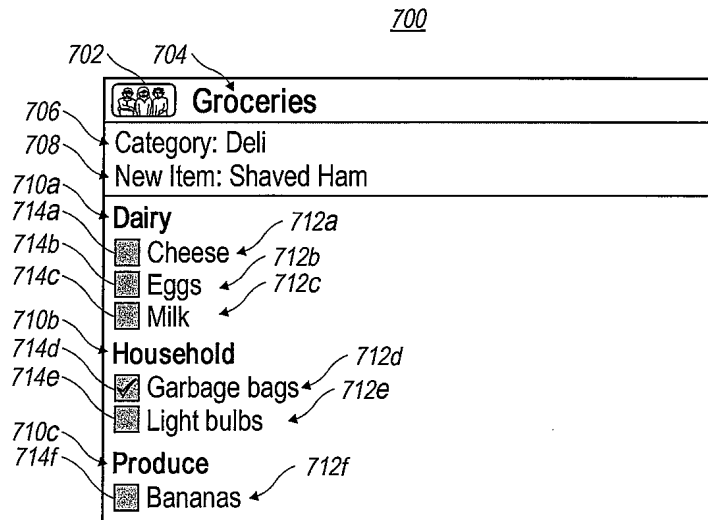 700
702 704
Groceries
706 Category: Deli
708 New Item: Shaved Ham
710a Dairy
714a Cheese 712a
714b Eggs 712b
714c Milk 712c
710b Household
714d Garbage bags 712d
714e Light bulbs 712e
710c Produce
714f Bananas 712f